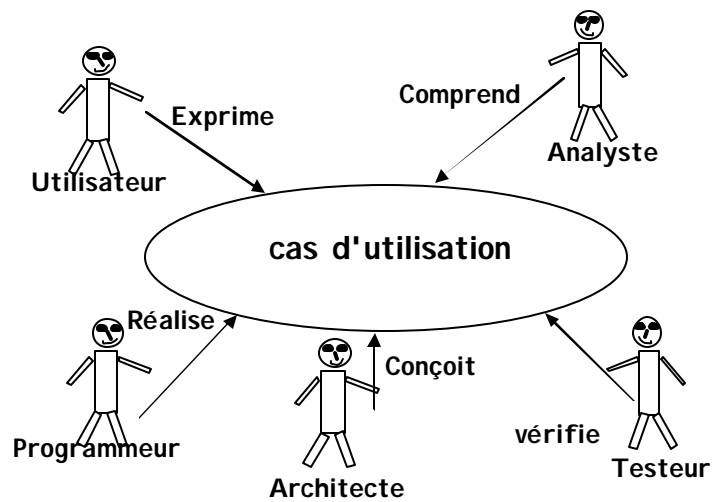 Exprime
Comprend
Utilisateur
Analyste
cas d'utilisation
Réalise
Conçoit
Programmeur
vérifie
Architecte
Testeur